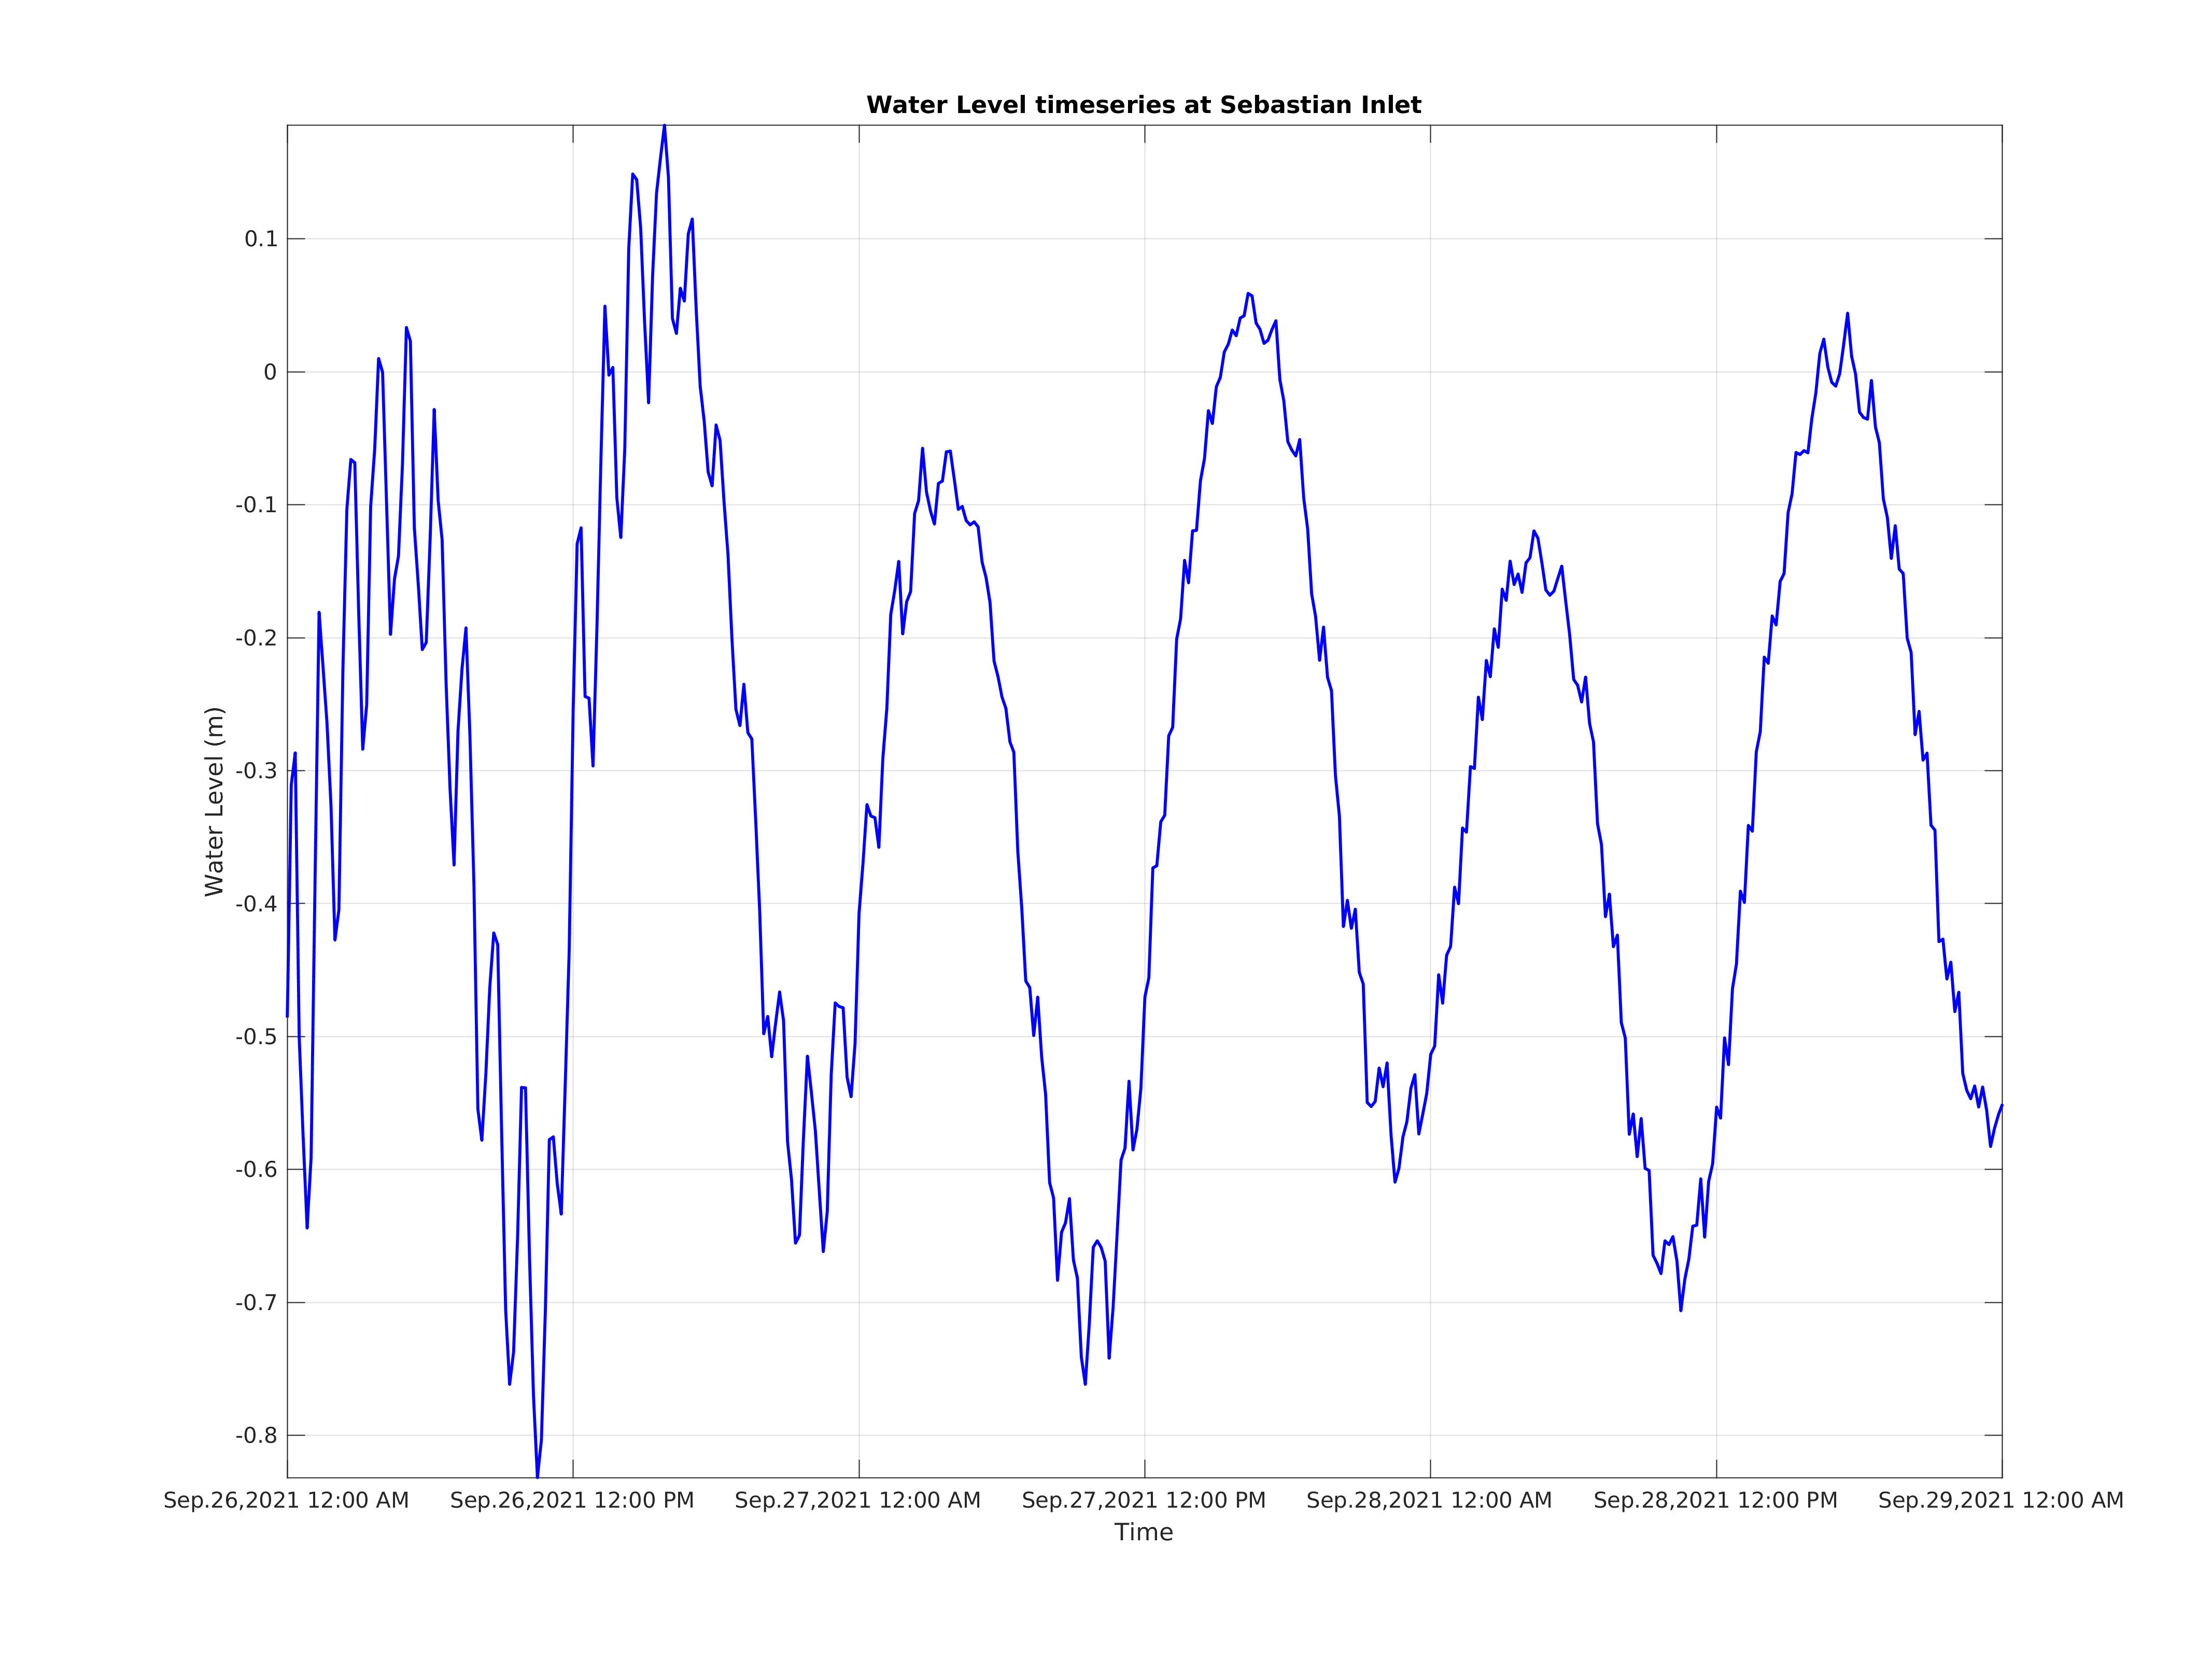 Water Level timeseries at Sebastian Inlet
0.1
0
-0.1
-0.2
-0.3
-0.4
-0.5
-0.6
-0.7
-0.8
Water Level (m)
Sep.26,2021 12:00 AM Sep.26,2021 12:00 PM Sep.27,2021 12:00 AM Sep.27,2021 12:00 PM Sep.28,2021 12:00 AM Sep.28,2021 12:00 PM Sep.29,2021 12:00 AM
Time